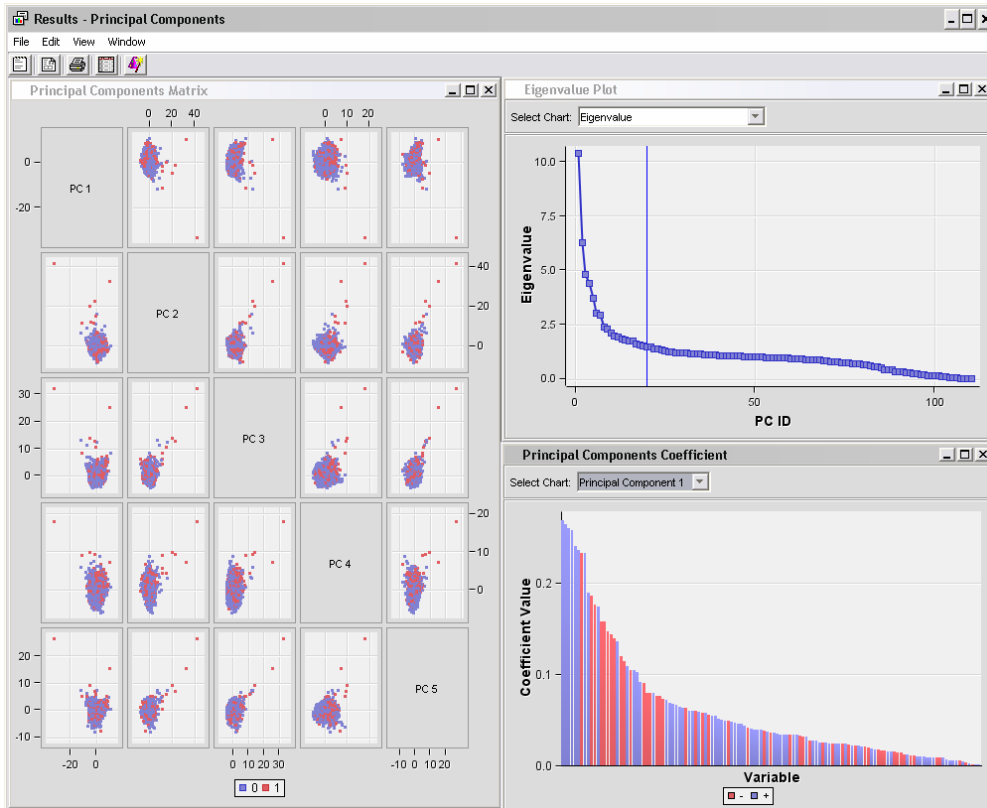 Results - Principal Components
File Edit View Window
Principal Components Matrix
0 20 40 0 10 20
PC 1
0
-20
PC 2
40
20
0
PC 3
30
20
10
0
PC 4
20
10
0
PC 5
20
10
0
-10
-20 0 0 10 20 30 -10 0 10 20
0 1
Eigenvalue Plot
Select Chart: Eigenvalue
10.0
7.5
5.0
2.5
0.0
Eigenvalue
0 50 100
PC ID
Principal Components Coefficient
Select Chart: Principal Component 1
0.2
0.1
0.0
Coefficient Value
Variable
- +